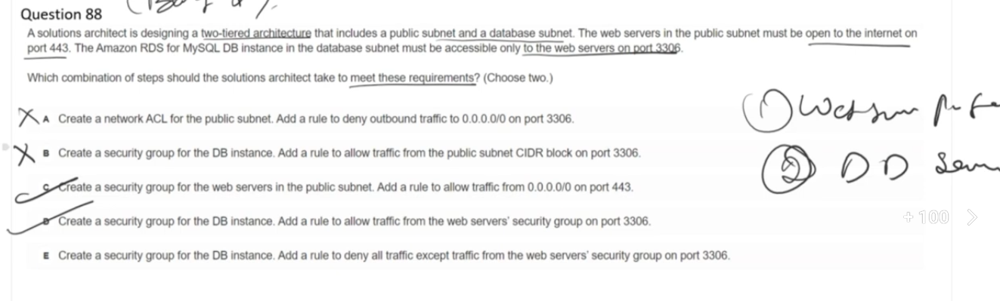 Question 88
A solutions architect is designing a two-tiered architecture that includes a public subnet and a database subnet. The web servers in the public subnet must be open to the internet on
port 443. The Amazon RDS for MySQL DB instance in the database subnet must be accessible only to the web servers on port 3306.
Which combination of steps should the solutions architect take to meet these requirements? (Choose two.)
A Create a network ACL for the public subnet. Add a rule to deny outbound traffic to 0.0.0.0/0 on port 3306.
B Create a security group for the DB instance. Add a rule to allow traffic from the public subnet CIDR block on port 3306.
C Create a security group for the web servers in the public subnet. Add a rule to allow traffic from 0.0.0.0/0 on port 443.
D Create a security group for the DB instance. Add a rule to allow traffic from the web servers' security group on port 3306.
E Create a security group for the DB instance. Add a rule to deny all traffic except traffic from the web servers' security group on port 3306.
1
2 DD
+ 100